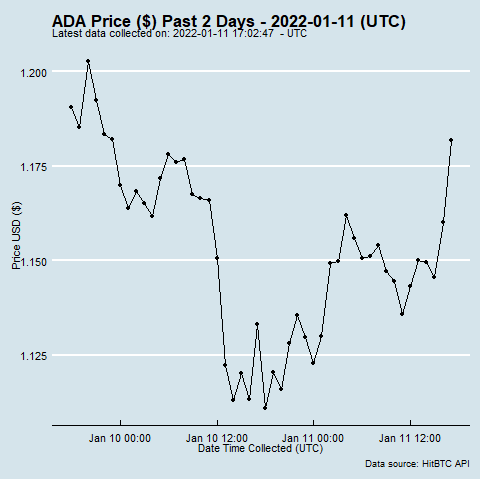 ADA Price ($) Past 2 Days - 2022-01-11 (UTC)
Latest data collected on: 2022-01-11 17:02:47 - UTC
1.200
1.175
1.150
1.125
Price USD ($)
Jan 10 00:00 Jan 10 12:00 Jan 11 00:00 Jan 11 12:00
Date Time Collected (UTC)
Data source: HitBTC API